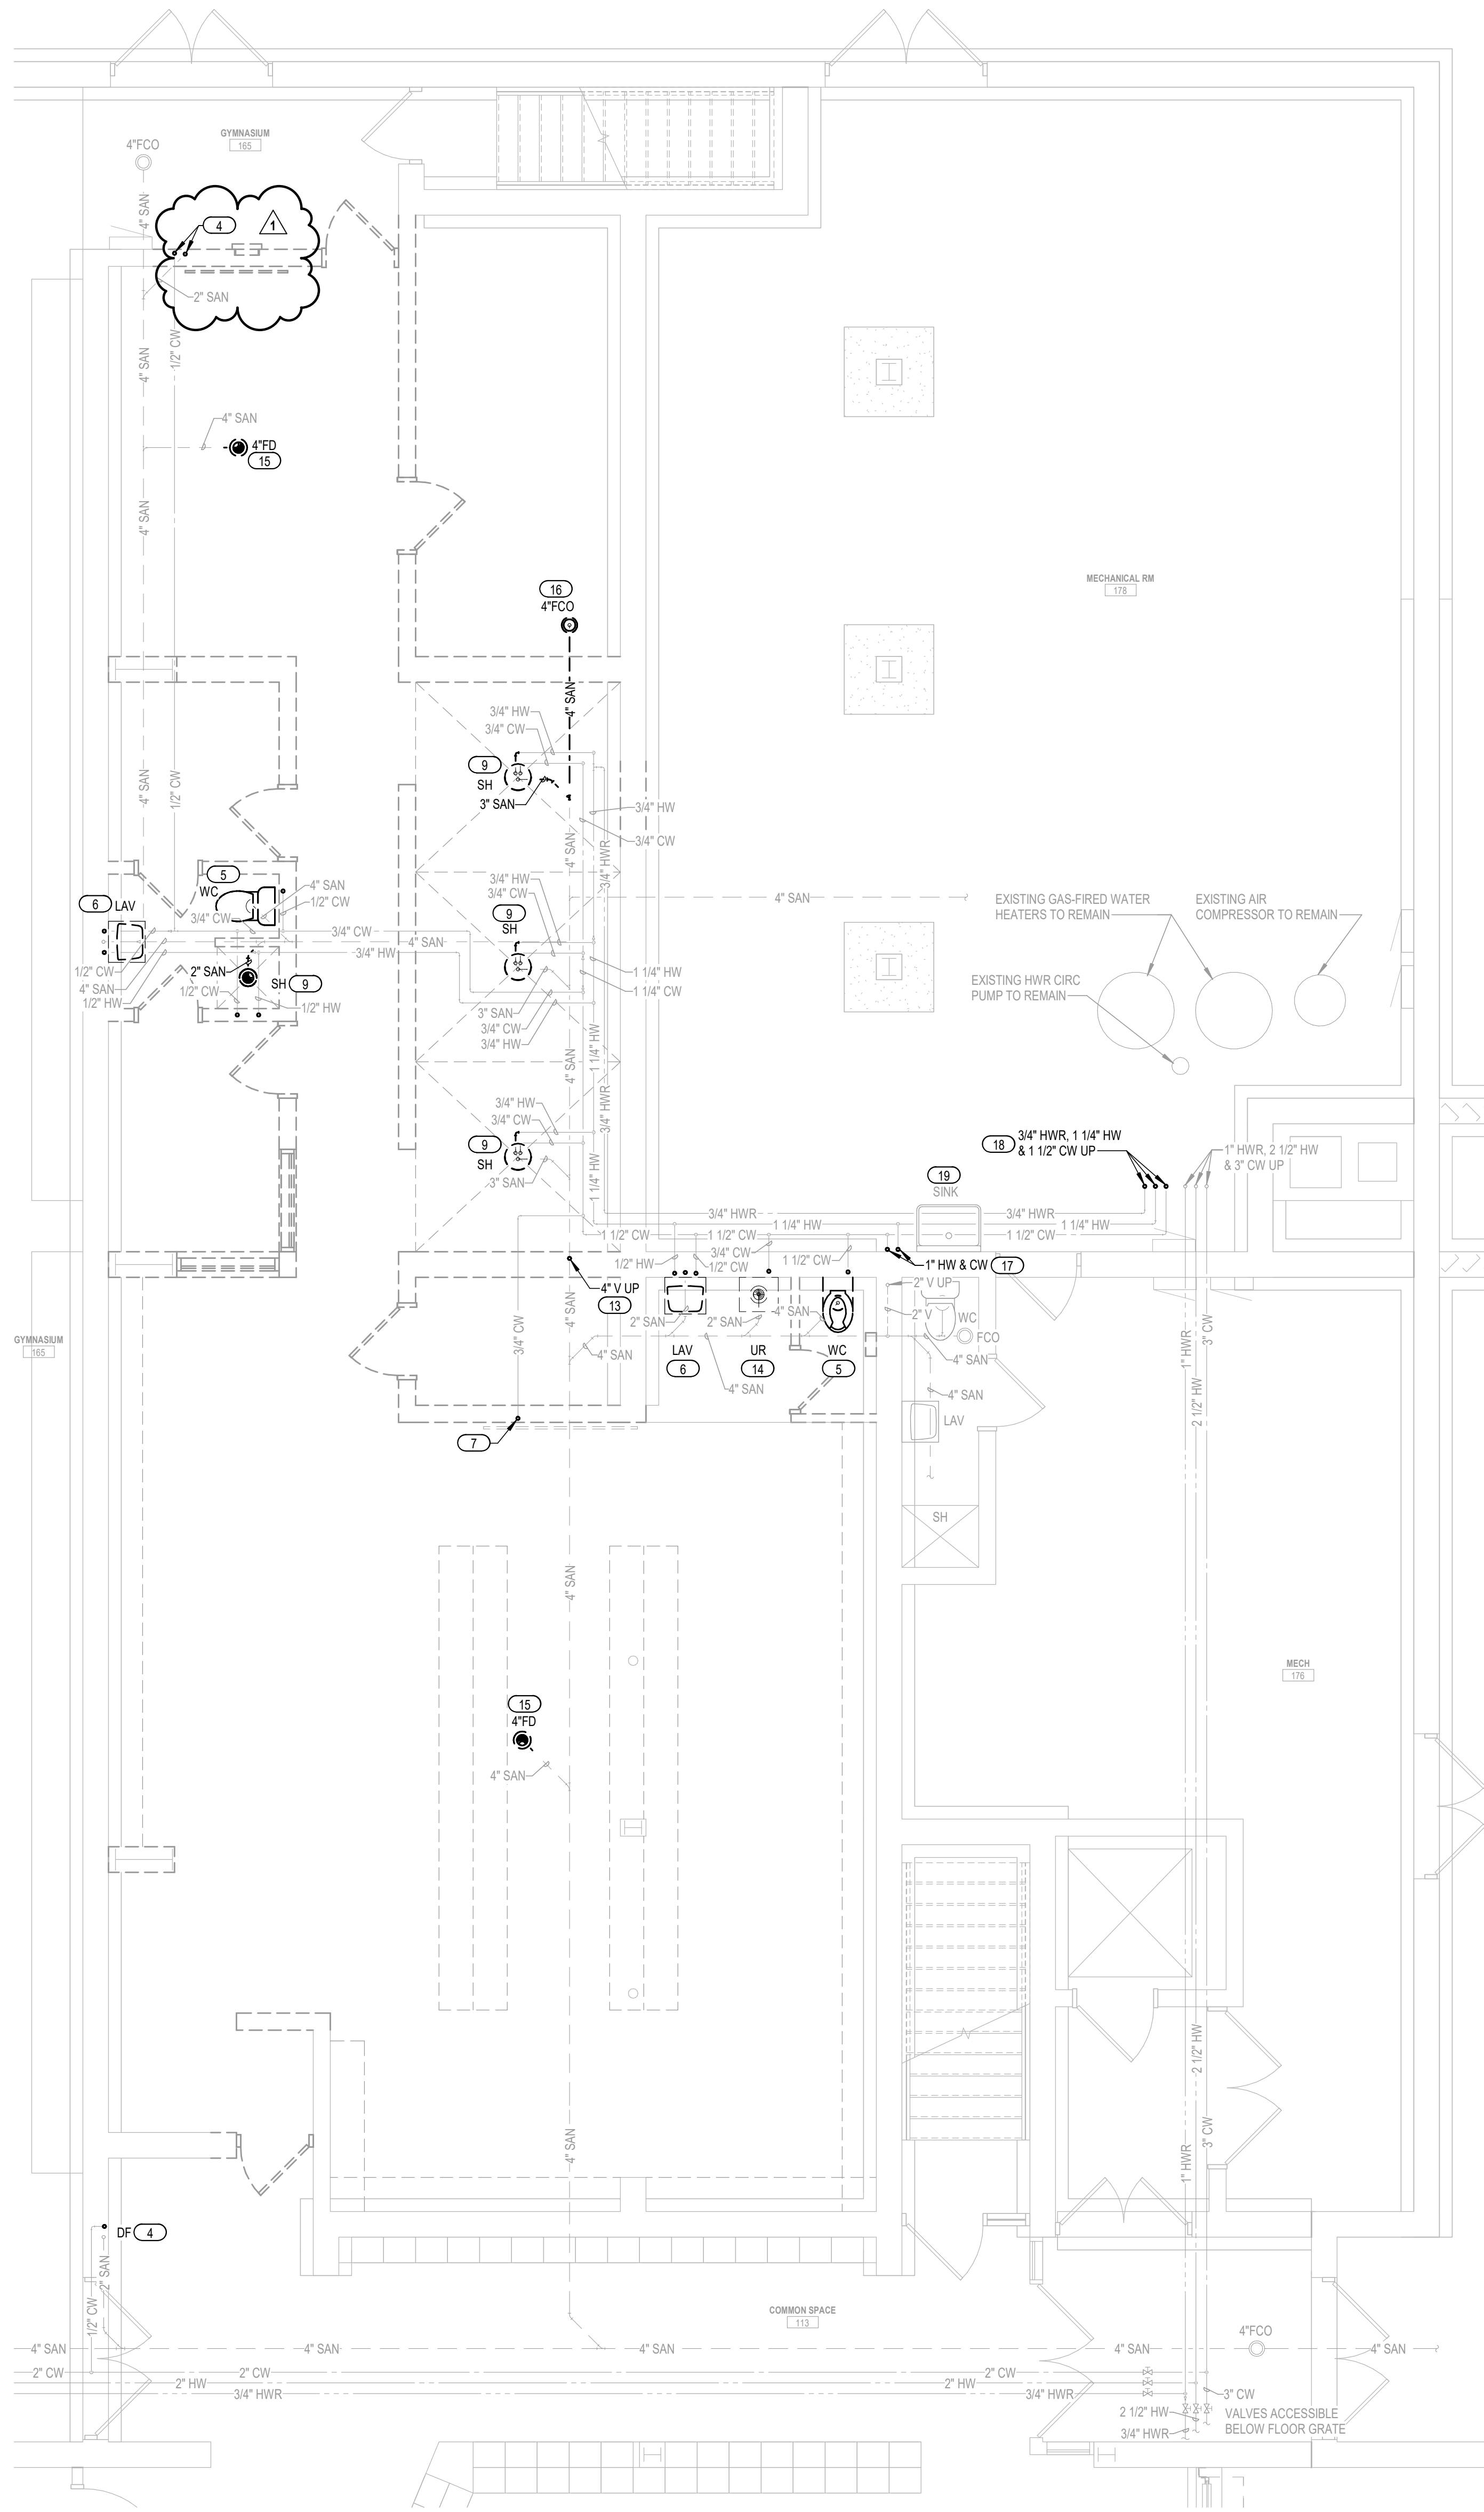 GYMNASIUM
165
4"FCO
4" SAN
4
1
2" SAN
4" SAN
1/2" CW
4" SAN
4"FD
15
4" SAN
MECHANICAL RM
178
16
4"FCO
4" SAN
3/4" HW
3/4" CW
9
SH
3" SAN
4" SAN
1/2" CW
3/4" HW
3/4" CW
4" SAN
3/4" HWR
5
WC
4" SAN
1/2" CW
3/4" CW
6
LAV
3/4" HW
3/4" CW
9
SH
4" SAN
EXISTING GAS-FIRED WATER
HEATERS TO REMAIN
EXISTING AIR
COMPRESSOR TO REMAIN
3/4" CW
4" SAN
3/4" HW
1/2" CW
4" SAN
1/2" HW
2" SAN
1/2" CW
SH
9
1/2" HW
1 1/4" HW
1 1/4" CW
3" SAN
3/4" CW
3/4" HW
EXISTING HWR CIRC
PUMP TO REMAIN
4" SAN
1 1/4" HW
3/4" HWR
3/4" HW
3/4" CW
9
SH
3" SAN
1 1/4" HW
18
3/4" HWR, 1 1/4" HW
& 1 1/2" CW UP
1" HWR, 2 1/2" HW
& 3" CW UP
19
SINK
3/4" HWR
3/4" HWR
1 1/4" HW
1 1/4" HW
1 1/2" CW
1 1/2" CW
1 1/2" CW
3/4" CW
1 1/2" CW
1/2" HW
1/2" CW
1" HW & CW
17
4" V UP
13
3/4" CW
4" SAN
2" SAN
2" SAN
4" SAN
2" V UP
2" V
WC
FCO
4" SAN
LAV
6
UR
14
WC
5
4" SAN
4" SAN
4" SAN
LAV
1" HWR
2 1/2" HW
3" CW
GYMNASIUM
165
7
SH
4" SAN
MECH
176
15
4"FD
4" SAN
2 1/2" HW
3" CW
1" HWR
4" SAN
DF
4
2" SAN
1/2" CW
COMMON SPACE
113
4"FCO
4" SAN
4" SAN
4" SAN
4" SAN
4" SAN
2" CW
2" CW
2" CW
2" HW
2" HW
3/4" HWR
3/4" HWR
3" CW
2 1/2" HW
3/4" HWR
VALVES ACCESSIBLE
BELOW FLOOR GRATE